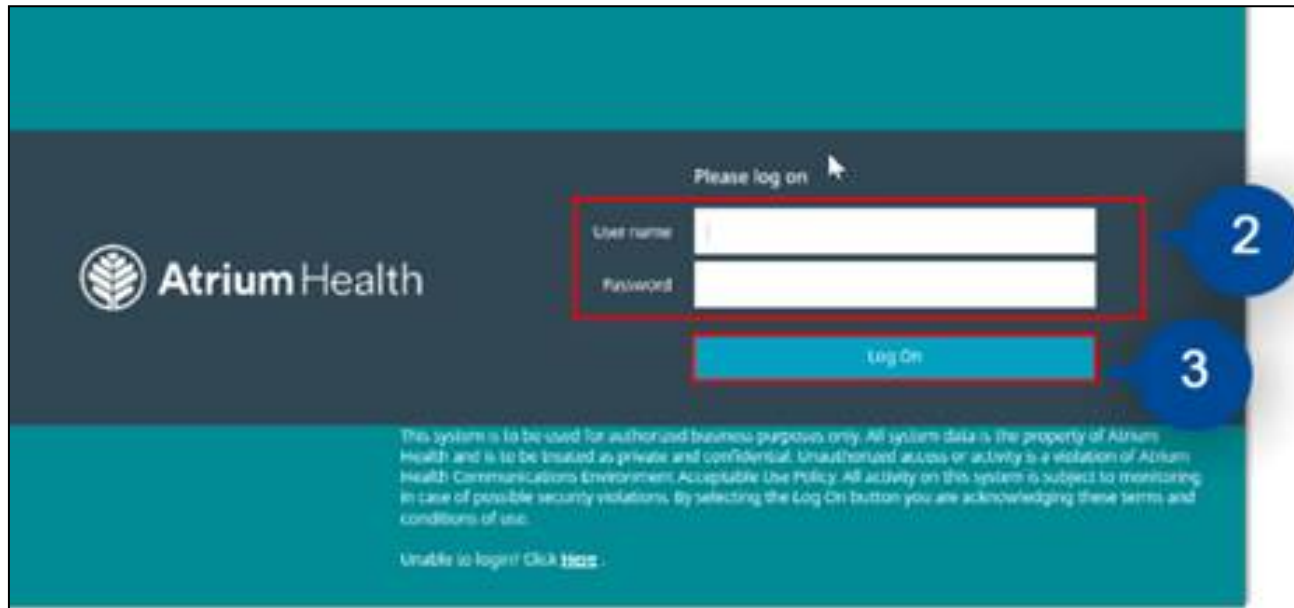 Please log on
User name
2
Password
Atrium Health
Log On
3
This system is to be used for authorized business purposes only. All system data is the property of Atrium
Health and is to be treated as private and confidential. Unauthorized access or activity is a violation of Atrium
Health Communications Environment Acceptable Use Policy. All activity on this system is subject to monitoring
in case of possible security violations. By selecting the Log On button you are acknowledging these terms and
conditions of use.
Unable to login? Click Here .